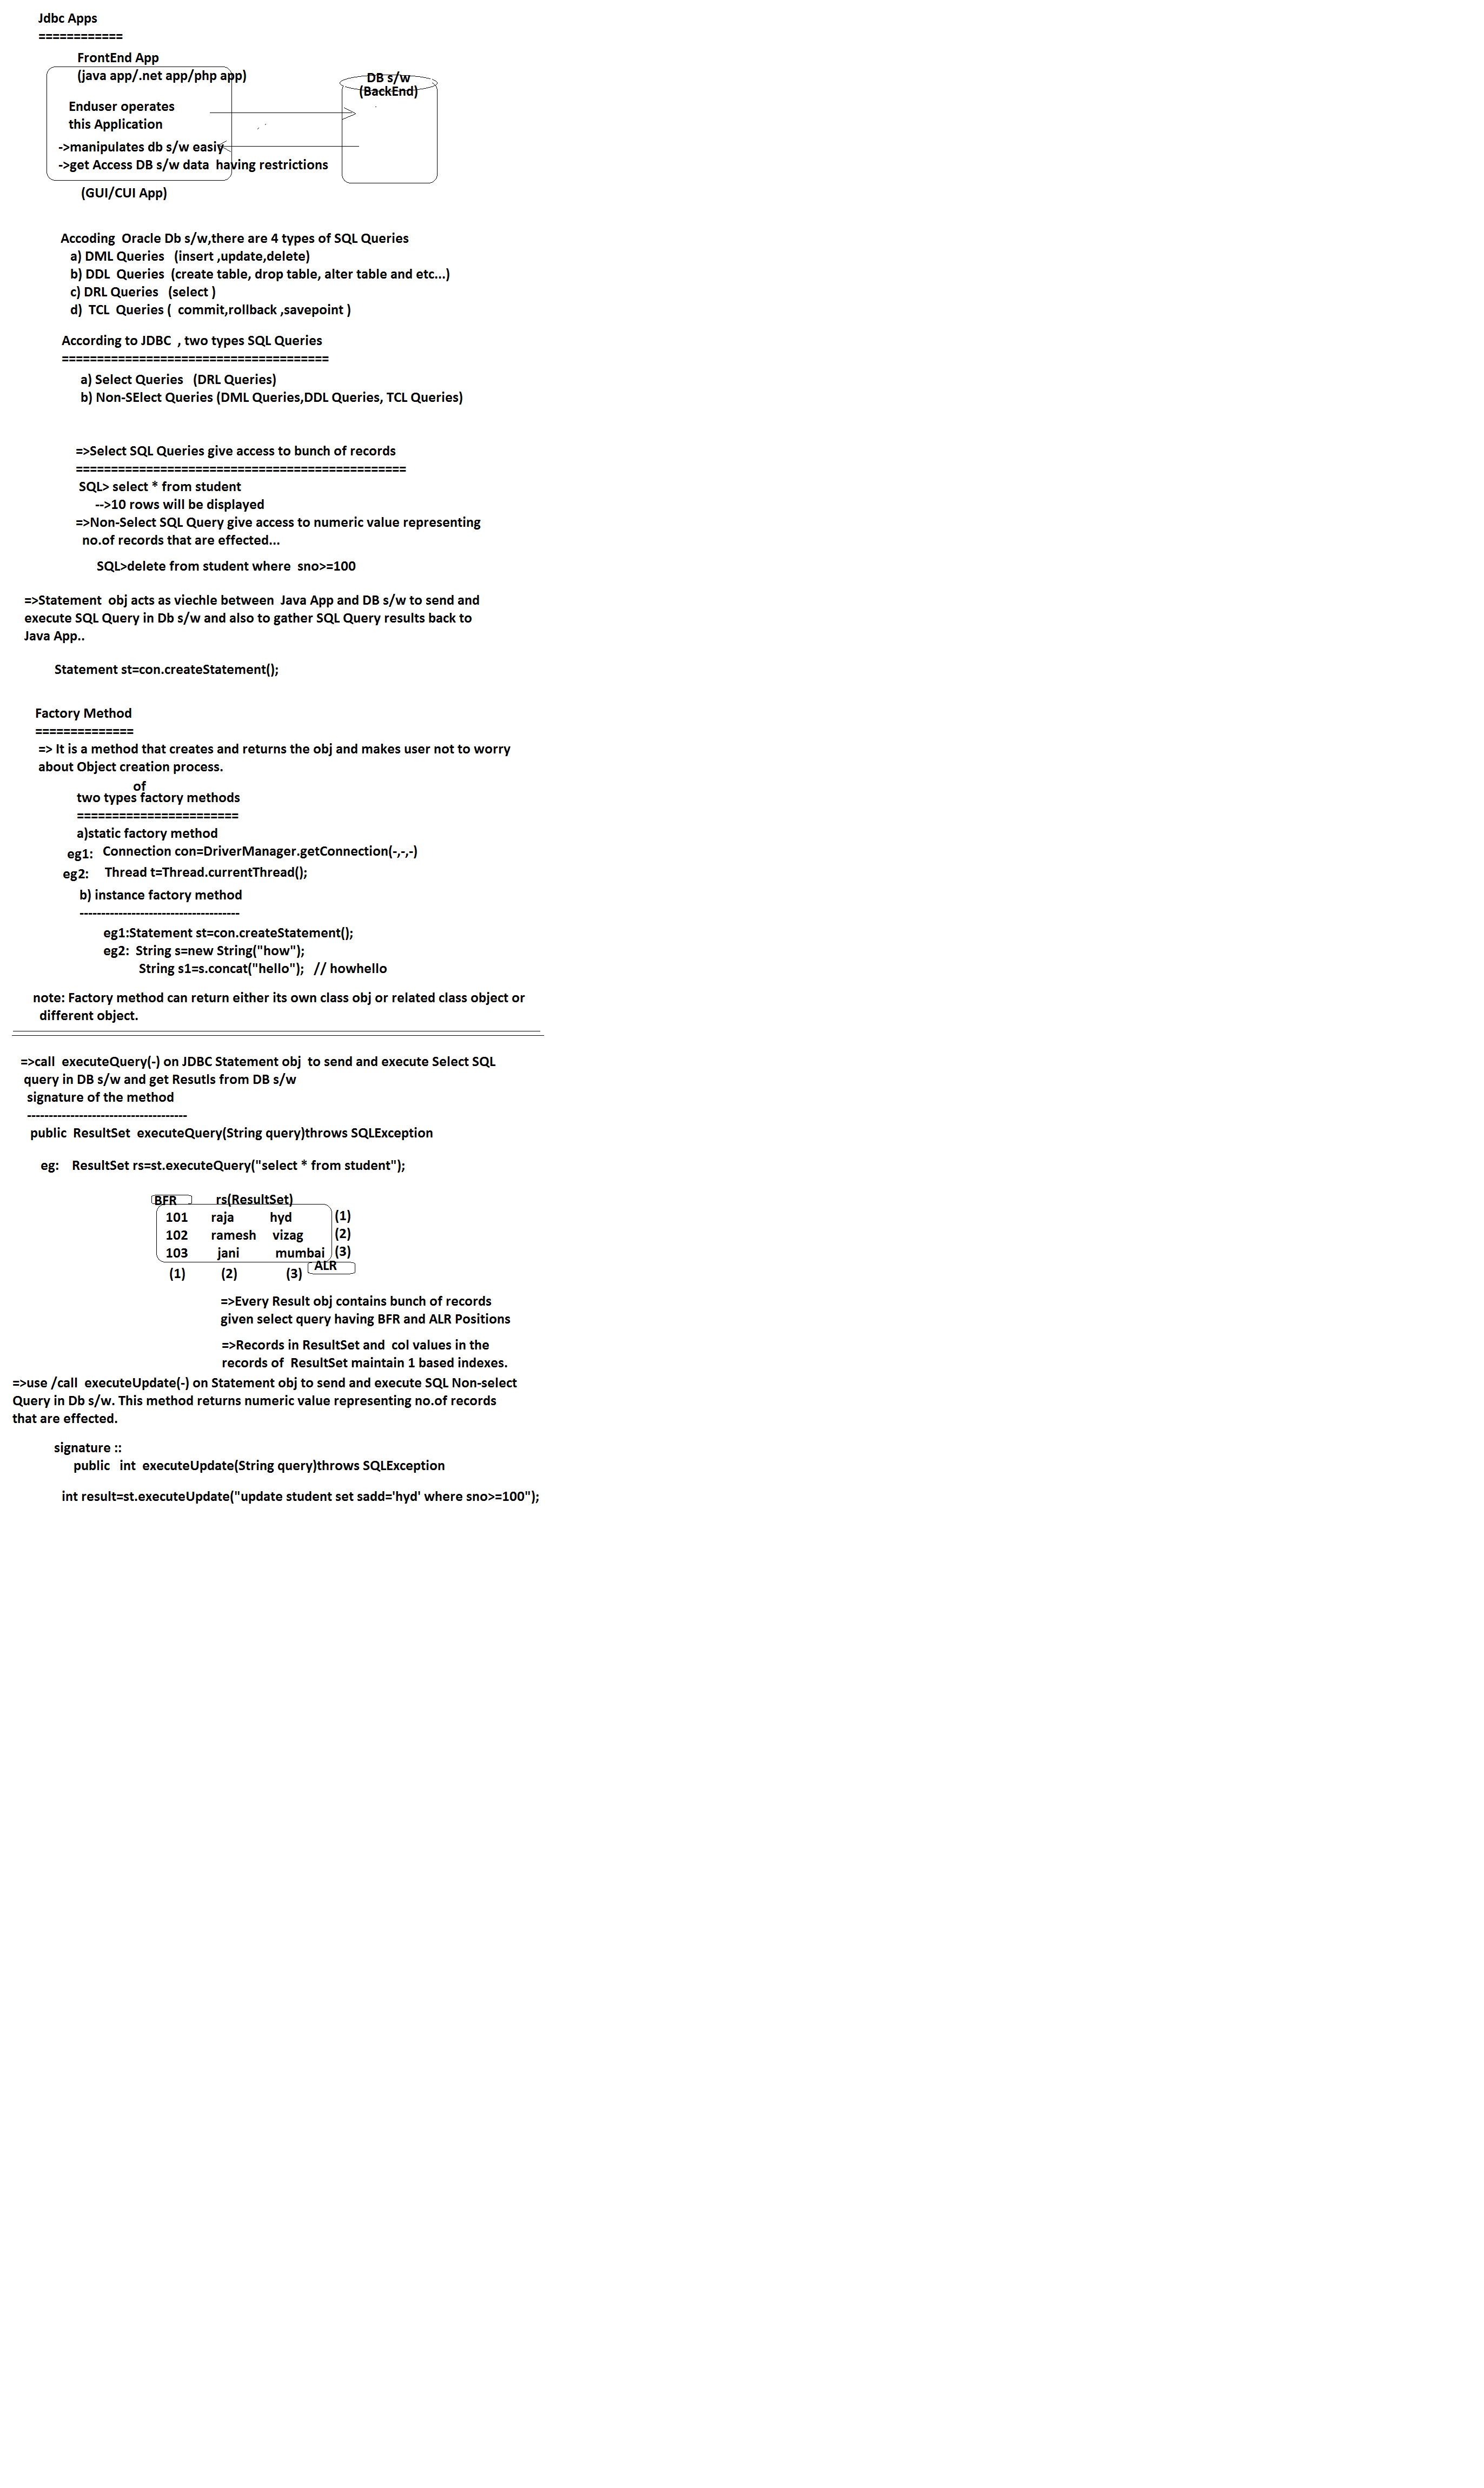 Jdbc Apps
============
FrontEnd App
(java app/.net app/php app)
DB s/w
(BackEnd)
Enduser operates
this Application
->manipulates db s/w easiy
->get Access DB s/w data  having restrictions
(GUI/CUI App)
Accoding  Oracle Db s/w,there are 4 types of SQL Queries
a) DML Queries   (insert ,update,delete)
b) DDL  Queries  (create table, drop table, alter table and etc...)
c) DRL Queries   (select )
d)  TCL  Queries (  commit,rollback ,savepoint )
According to JDBC  , two types SQL Queries
======================================
a) Select Queries   (DRL Queries)
b) Non-SElect Queries (DML Queries,DDL Queries, TCL Queries)
=>Select SQL Queries give access to bunch of records
===============================================
SQL> select * from student
-->10 rows will be displayed
=>Non-Select SQL Query give access to numeric value representing
no.of records that are effected...
SQL>delete from student where  sno>=100
=>Statement  obj acts as viechle between  Java App and DB s/w to send and
execute SQL Query in Db s/w and also to gather SQL Query results back to
Java App..
Statement st=con.createStatement();
Factory Method
==============
=> It is a method that creates and returns the obj and makes user not to worry
about Object creation process.
of
two types factory methods
=======================
a)static factory method
eg1:   Connection con=DriverManager.getConnection(-,-,-)
eg2:    Thread t=Thread.currentThread();
b) instance factory method
-------------------------------------
eg1:Statement st=con.createStatement();
eg2:  String s=new String("how");
String s1=s.concat("hello");   // howhello
note: Factory method can return either its own class obj or related class object or
different object.
=>call  executeQuery(-) on JDBC Statement obj  to send and execute Select SQL
query in DB s/w and get Resutls from DB s/w
signature of the method
-------------------------------------
public  ResultSet  executeQuery(String query)throws SQLException
eg:    ResultSet rs=st.executeQuery("select * from student");
BFR   rs(ResultSet)
101   raja   hyd   (1)
102   ramesh   vizag   (2)
103   jani   mumbai   (3)
ALR
(1)   (2)   (3)
=>Every Result obj contains bunch of records
given select query having BFR and ALR Positions
=>Records in ResultSet and  col values in the
records of  ResultSet maintain 1 based indexes.
=>use /call  executeUpdate(-) on Statement obj to send and execute SQL Non-select
Query in Db s/w. This method returns numeric value representing no.of records
that are effected.
signature ::
public   int  executeUpdate(String query)throws SQLException
int result=st.executeUpdate("update student set sadd='hyd' where sno>=100");